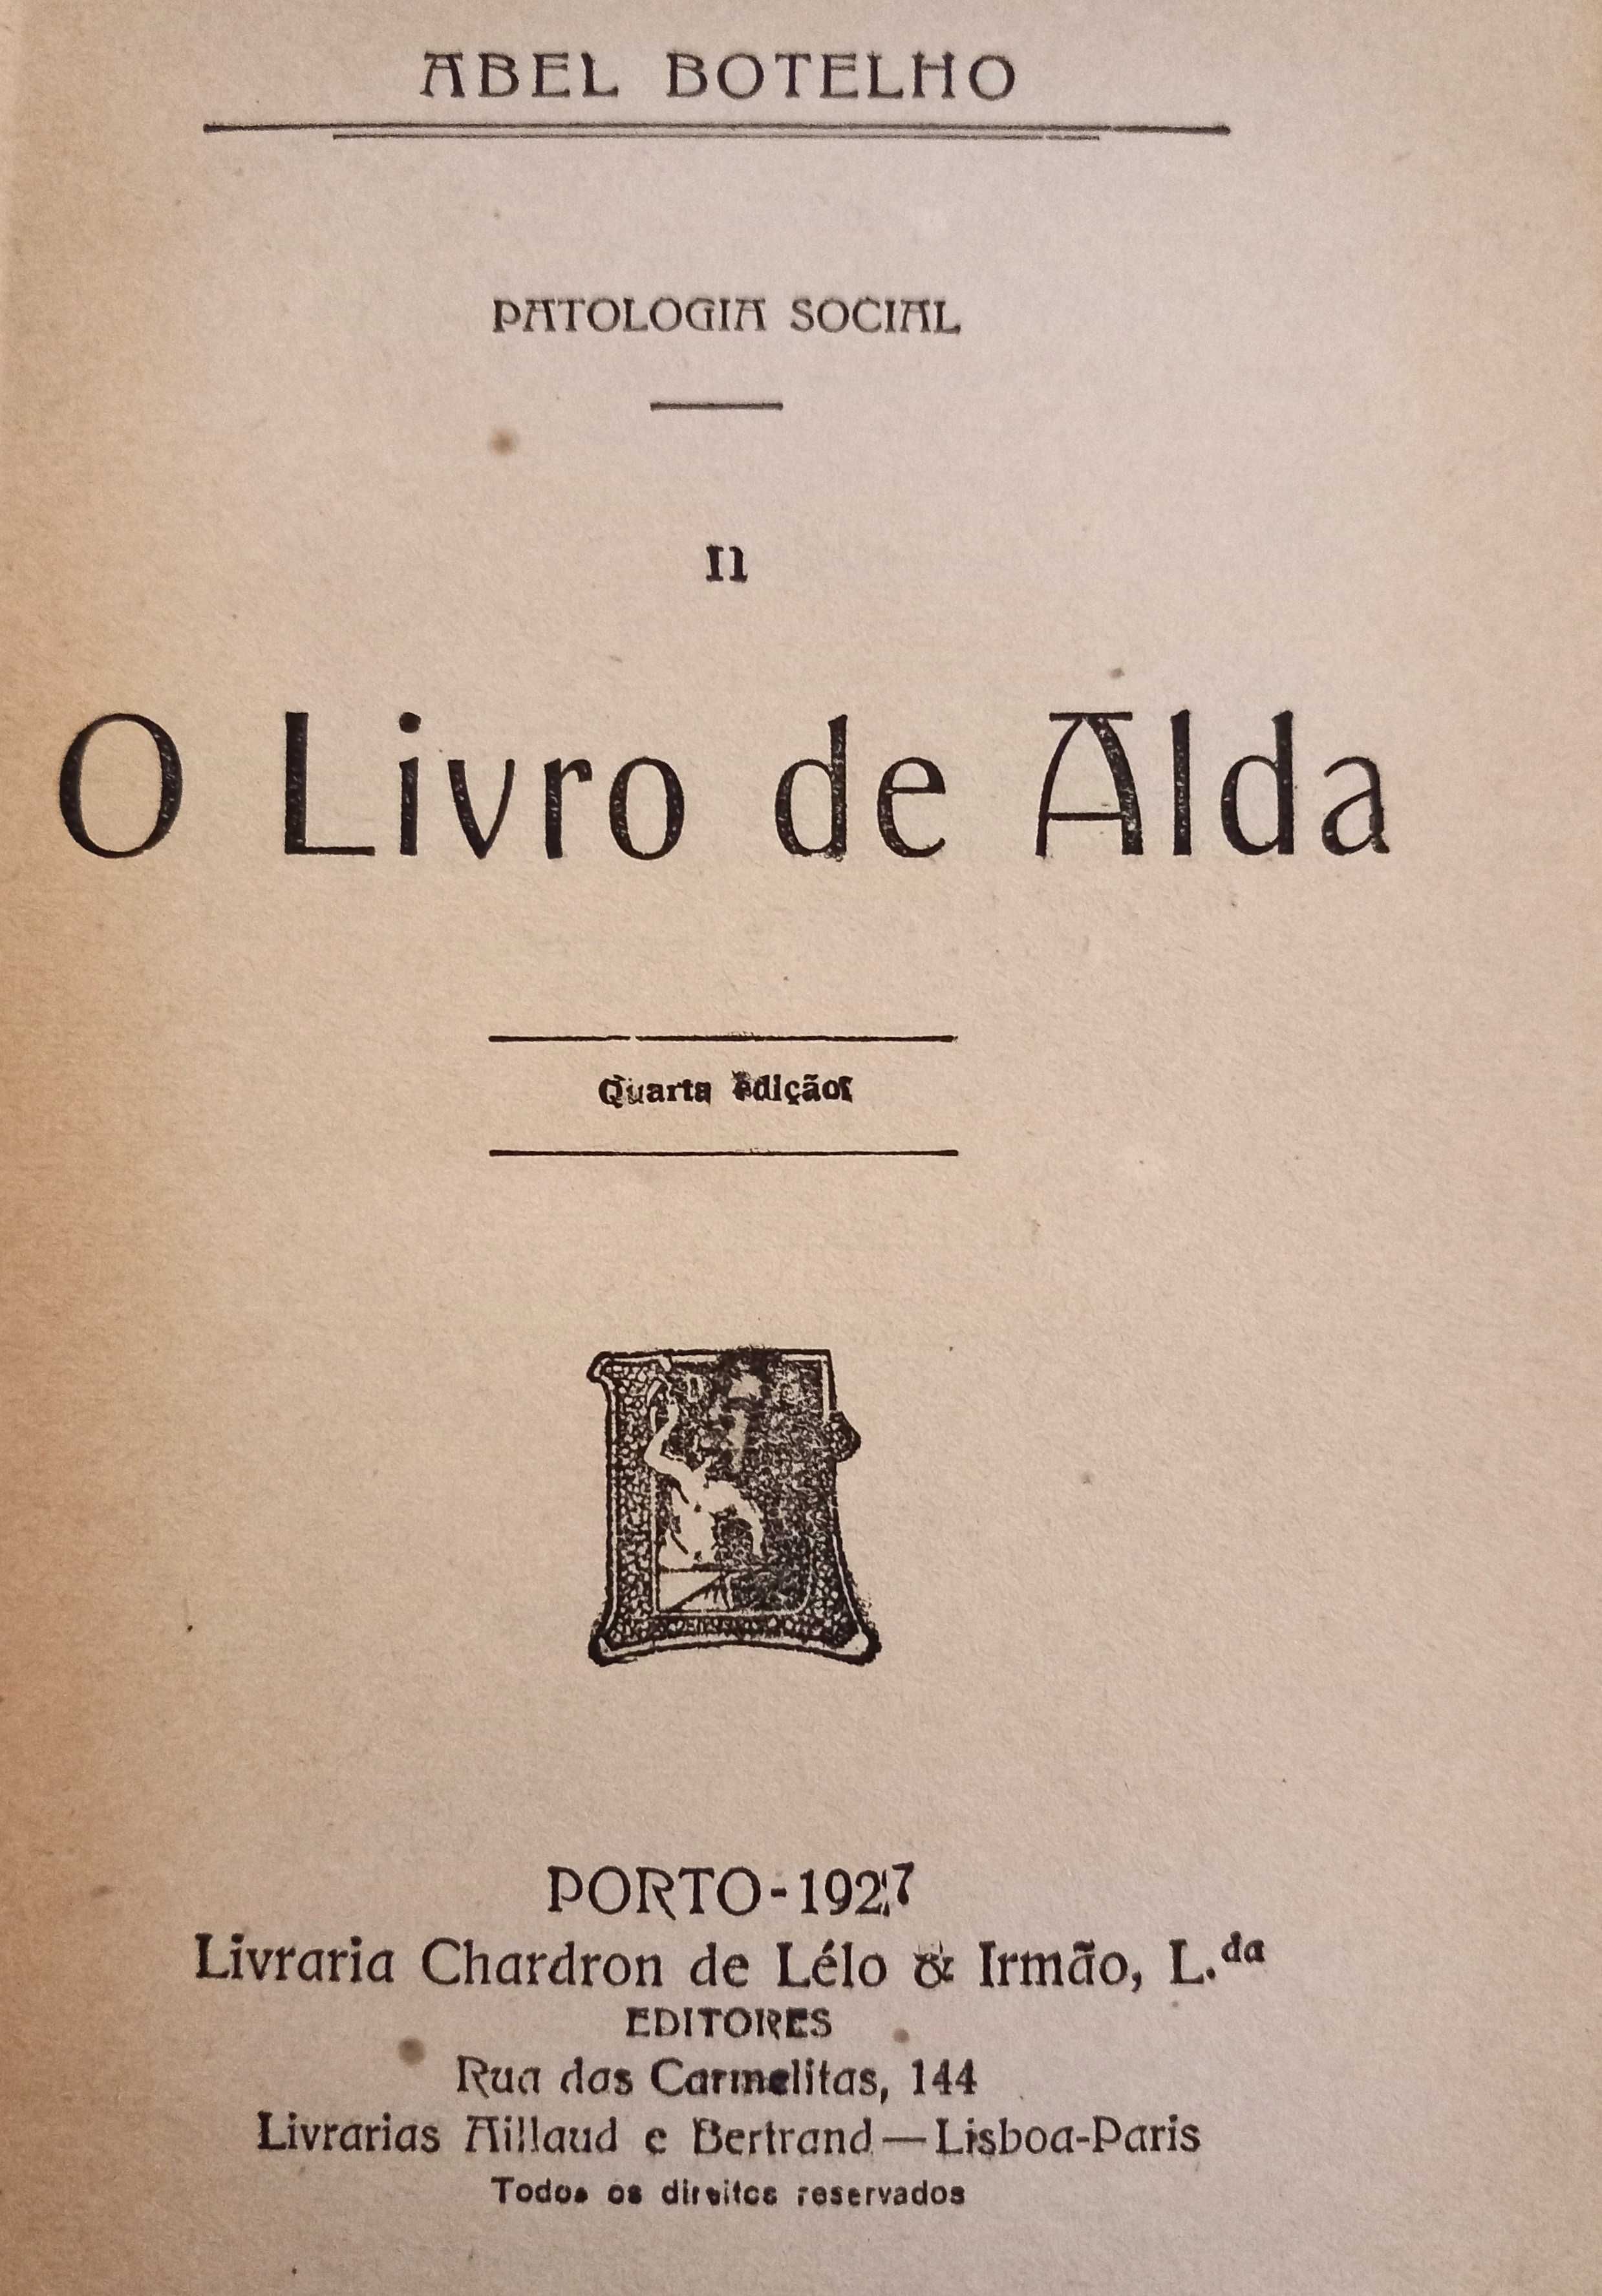 ABEL BOTELHO
PATOLOGIA SOCIAL
II
O Livro de Alda
Quarta edição
PORTO-1927
Livraria Chardron de Lélo & Irmão, L.da
EDITORES
Rua das Carmelitas, 144
Livrarias Aillaud e Bertrand—Lisboa-Paris
Todos os direitos reservados